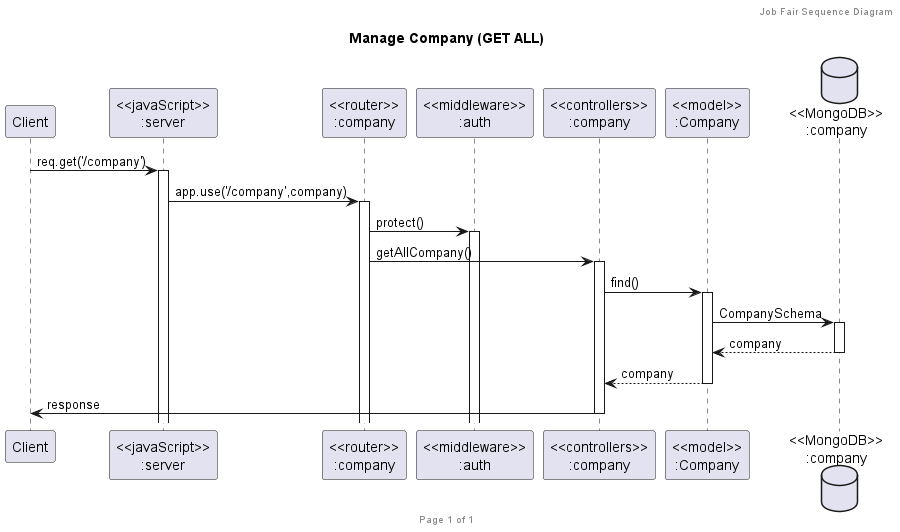 Job Fair Sequence Diagram
Manage Company (GET ALL)
Client
<<javaScript>>
:server
<<router>>
:company
<<middleware>>
:auth
<<controllers>>
:company
<<model>>
:Company
<<MongoDB>>
:company
req.get('/company')
app.use('/company',company)
protect()
getAllCompany()
find()
CompanySchema
company
company
response
Client
<<javaScript>>
:server
<<router>>
:company
<<middleware>>
:auth
<<controllers>>
:company
<<model>>
:Company
<<MongoDB>>
:company
Page 1 of 1